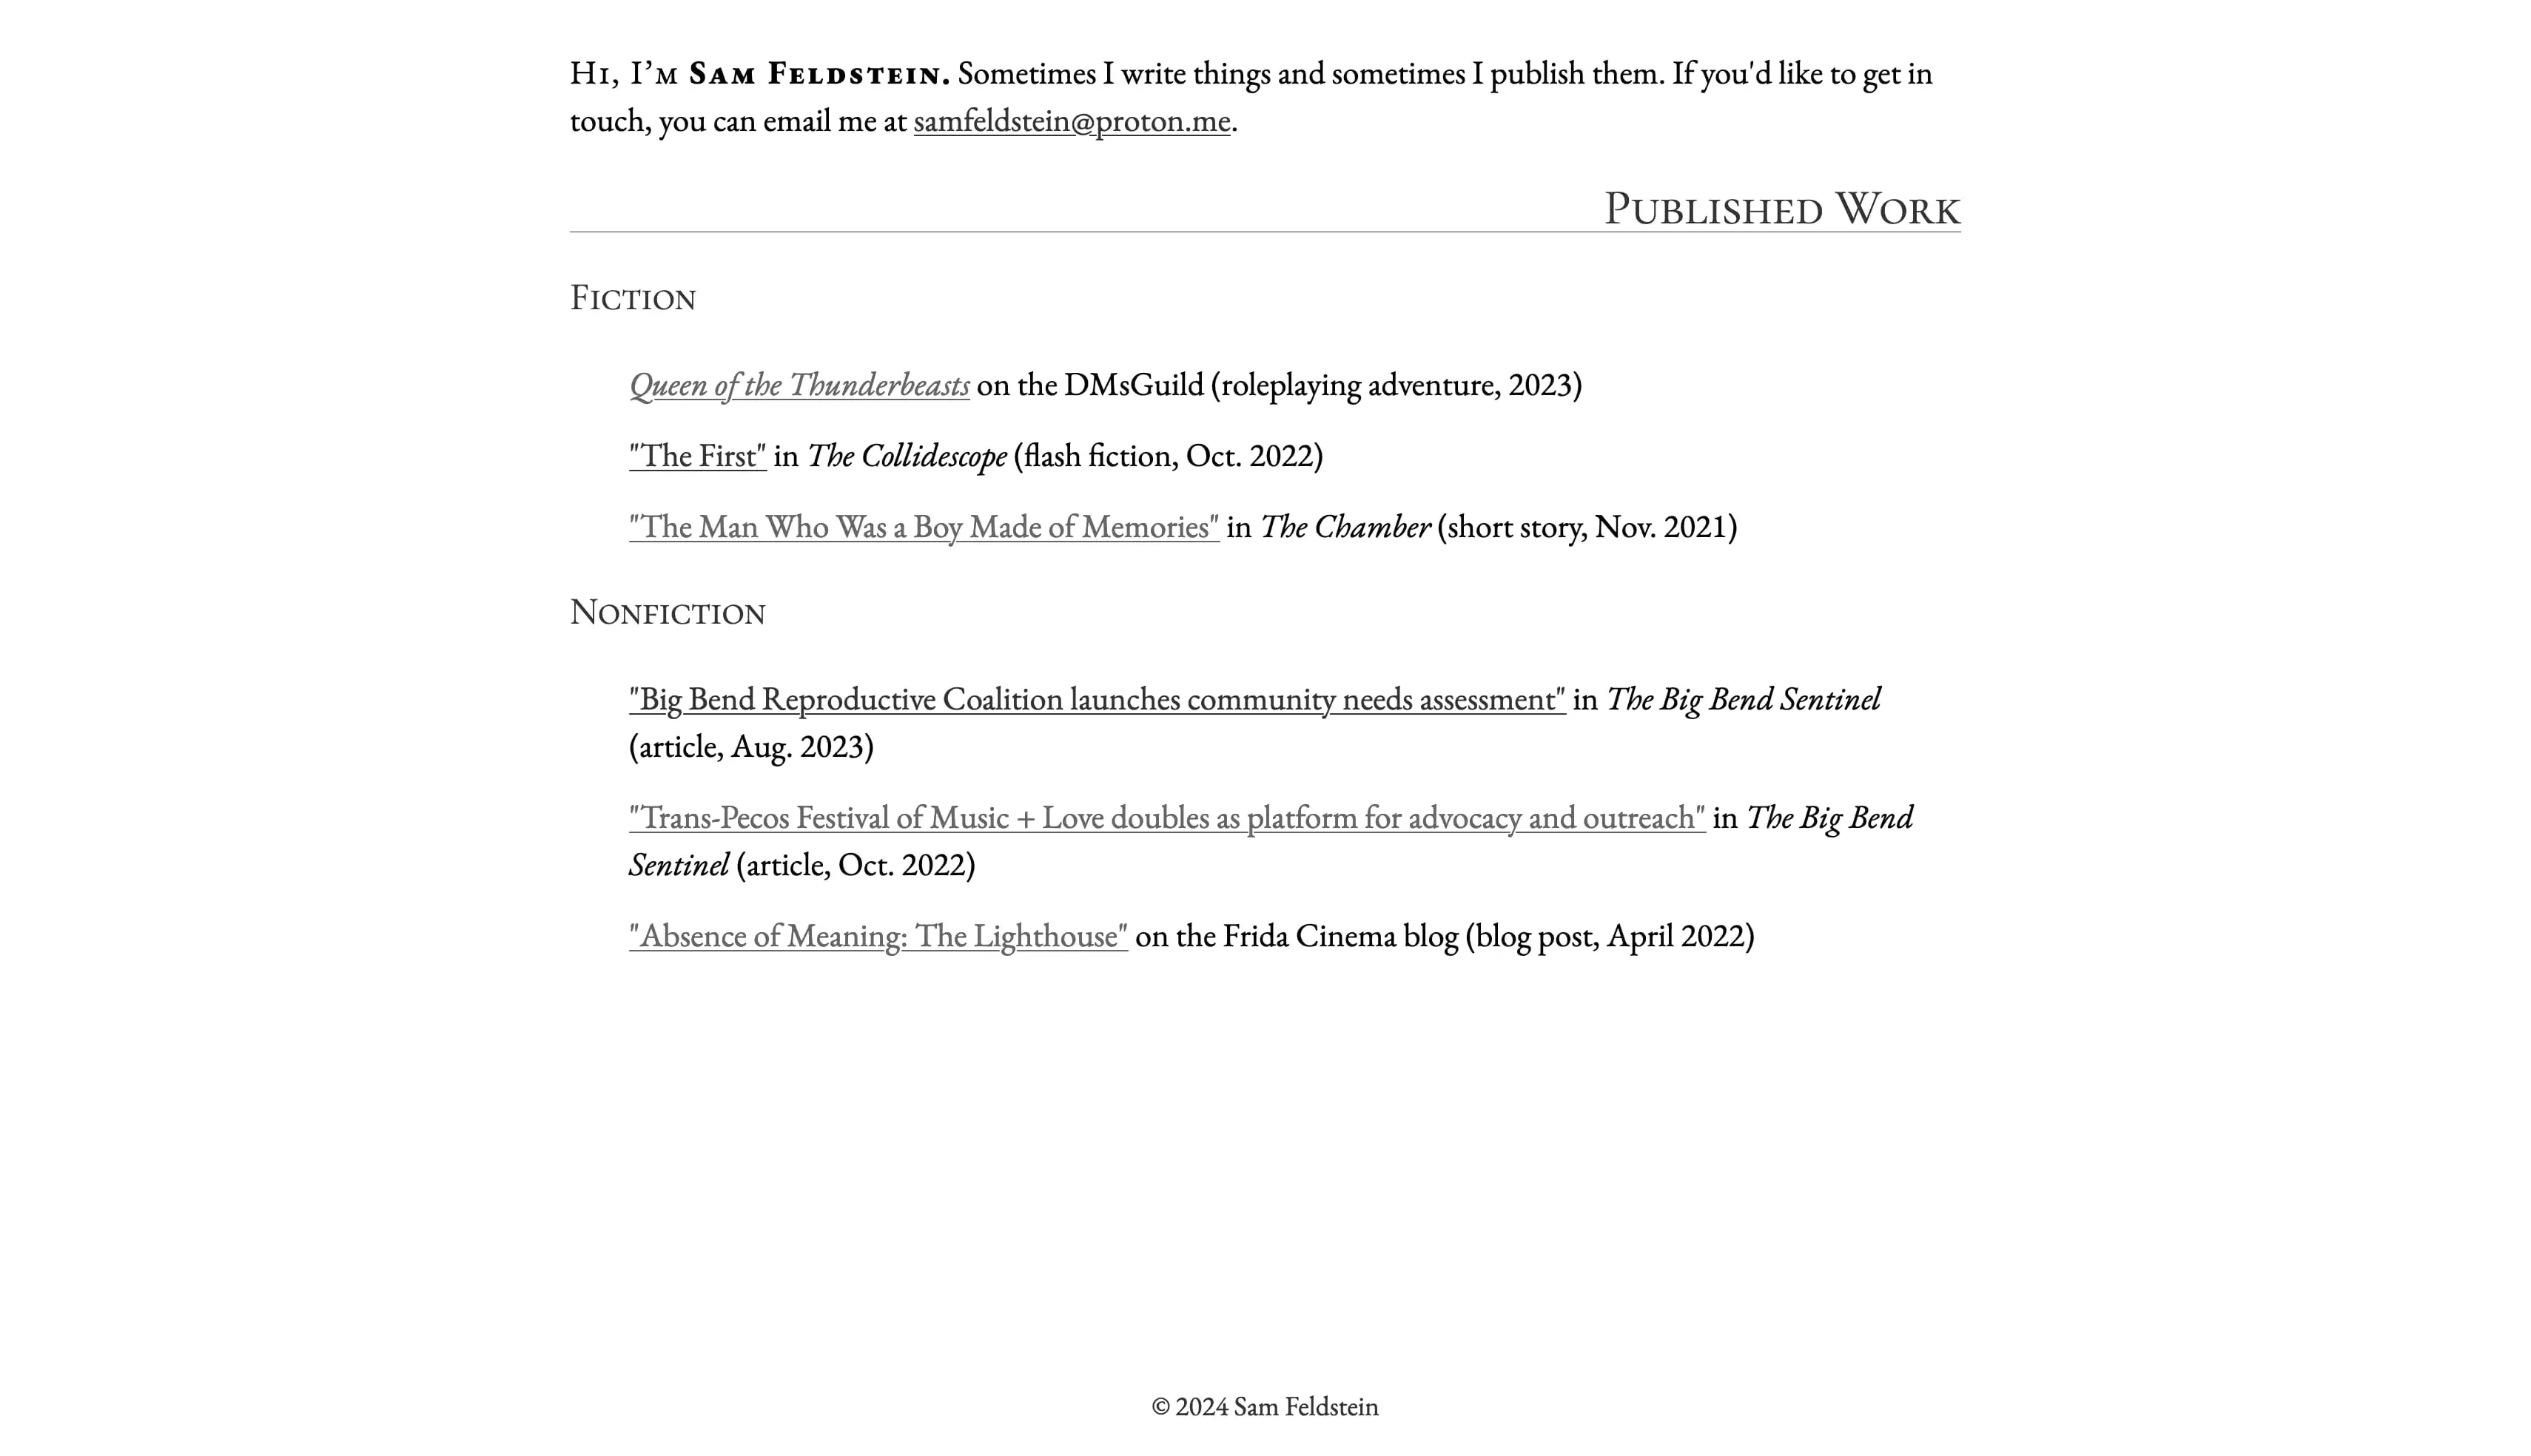 Hi, I’m Sam Feldstein. Sometimes I write things and sometimes I publish them. If you'd like to get in
touch, you can email me at samfeldstein@proton.me.
Published Work
Fiction
Queen of the Thunderbeasts on the DMsGuild (roleplaying adventure, 2023)
"The First" in The Collidescope (flash fiction, Oct. 2022)
"The Man Who Was a Boy Made of Memories" in The Chamber (short story, Nov. 2021)
Nonfiction
"Big Bend Reproductive Coalition launches community needs assessment" in The Big Bend Sentinel
(article, Aug. 2023)
"Trans-Pecos Festival of Music + Love doubles as platform for advocacy and outreach" in The Big Bend
Sentinel (article, Oct. 2022)
"Absence of Meaning: The Lighthouse" on the Frida Cinema blog (blog post, April 2022)
© 2024 Sam Feldstein